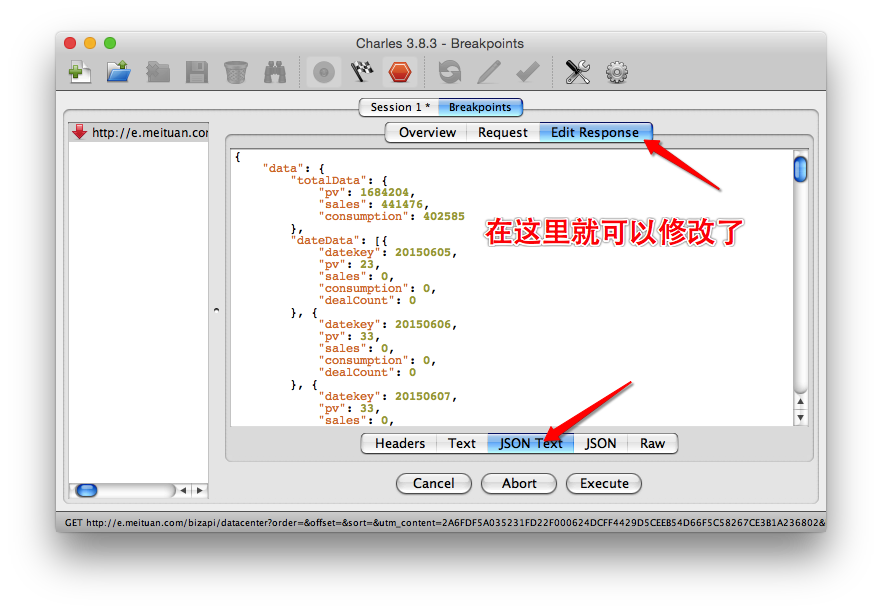 Charles 3.8.3 - Breakpoints
Session 1 *
Breakpoints
http://e.meituan.cor
Overview
Request
Edit Response
{
"data": {
"totalData": {
"pv": 1684204,
"sales": 441476,
"consumption": 402585
},
"dateData": [{
"datekey": 20150605,
"pv": 23,
"sales": 0,
"consumption": 0,
"dealCount": 0
}, {
"datekey": 20150606,
"pv": 33,
"sales": 0,
"consumption": 0,
"dealCount": 0
}, {
"datekey": 20150607,
"pv": 33,
"sales": 0,
在这里就可以修改了
Headers
Text
JSON Text
JSON
Raw
Cancel
Abort
Execute
GET http://e.meituan.com/bizapi/datacenter?order=&offset=&sort=&utm_content=2A6FDF5A035231FD22F000624DCFF4429D5CEEB54D66F5C58267CE3B1A236802&